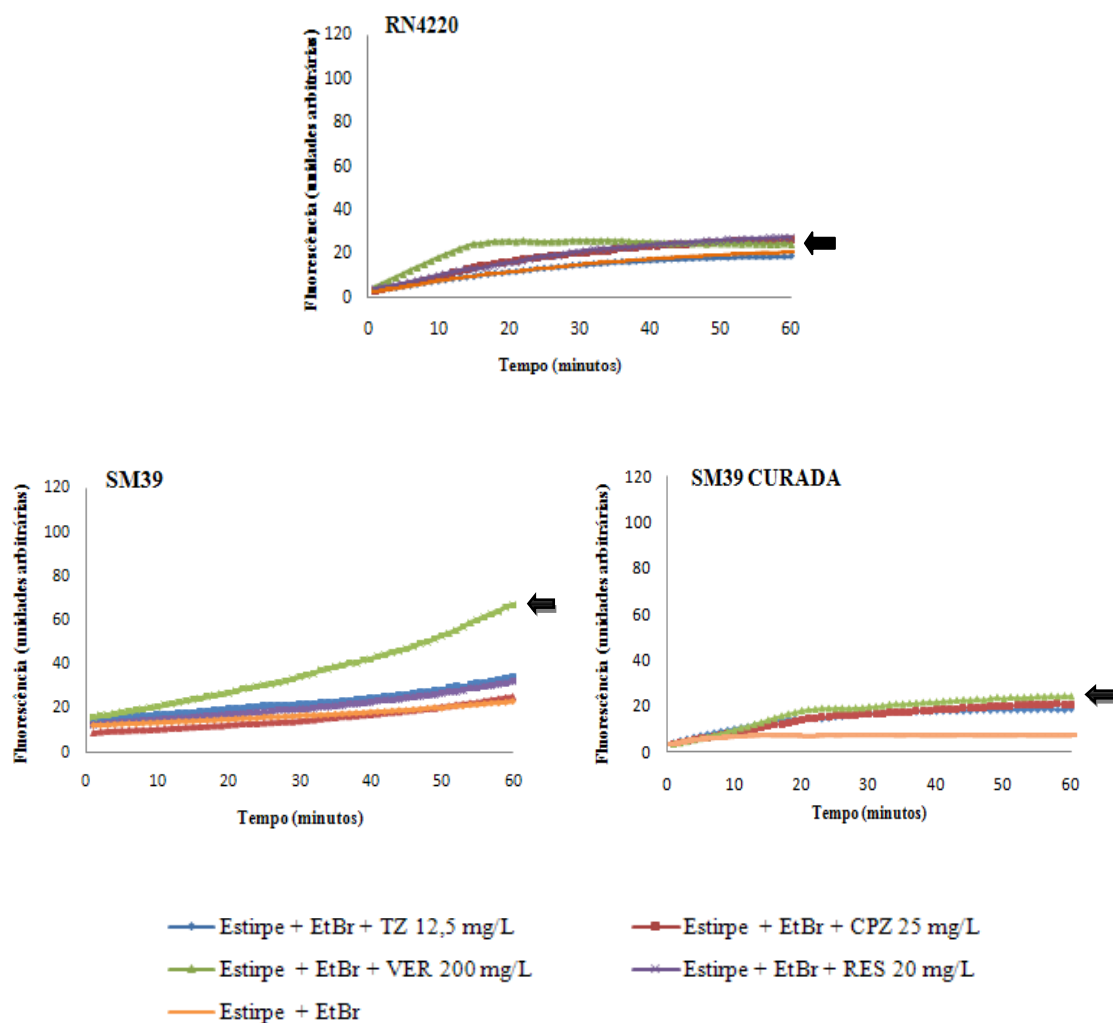 RN4220
Fluorescência (unidades arbitrárias)
120
100
80
60
40
20
0
0 10 20 30 40 50 60
Tempo (minutos)
SM39
Fluorescência (unidades arbitrárias)
120
100
80
60
40
20
0
0 10 20 30 40 50 60
Tempo (minutos)
SM39 CURADA
Fluorescência (unidades arbitrárias)
120
100
80
60
40
20
0
0 10 20 30 40 50 60
Tempo (minutos)
Estirpe + EtBr + TZ 12,5 mg/L
Estirpe + EtBr + CPZ 25 mg/L
Estirpe + EtBr + VER 200 mg/L
Estirpe + EtBr + RES 20 mg/L
Estirpe + EtBr